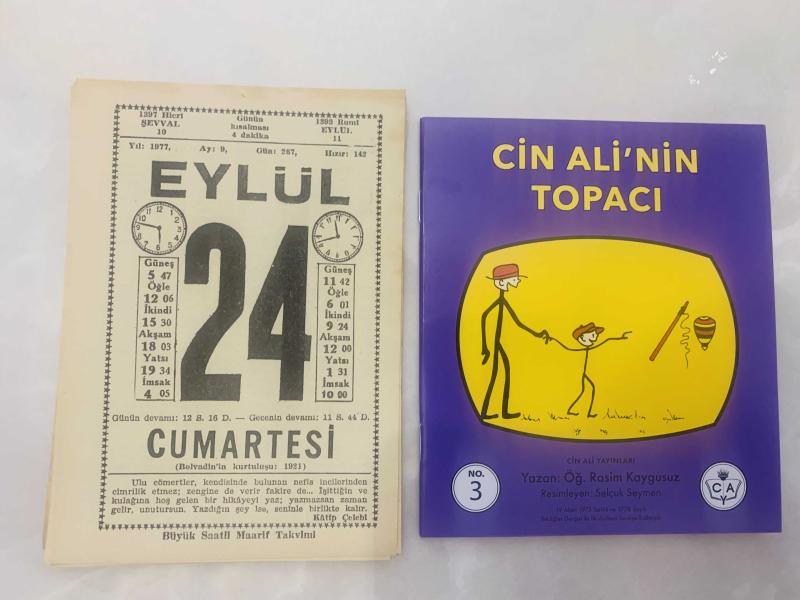 1397 Hicri
ŞEVVAL
10
Günün
kısalması
4 dakika
1393 Rumî
EYLÜL
11
Yıl: 1977, Ay: 9, Gün: 267, Hızır: 142
EYLÜL
24
Güneş
5 47
Öğle
12 06
İkindi
15 30
Akşam
18 03
Yatsı
19 34
İmsak
4 05
Güneş
11 42
Öğle
6 01
İkindi
9 24
Akşam
12 00
Yatsı
1 31
İmsak
10 00
Günün devamı: 12 S. 16 D. — Gecenin devamı: 11 S. 44 D.
CUMARTESİ
(Bolvadin'in kurtuluşu: 1921)
Ulu cömertler, kendisinde bulunan nefis incilerinden
cimrilik etmez; zengine de verir fakire de.. İşittiğin ve
kulağına hoş gelen bir hikâyeyi yaz; yazmazsan zaman
gelir, unutursun. Yazdığın şey ise, seninle birlikte kalır.
Kâtip Çelebi
Büyük Saatli Maarif Takvimi
CİN ALİ'NİN
TOPACI
CİN ALİ YAYINLARI
NO.
3
Yazan: Öğ. Rasim Kaygusuz
Resimleyen: Selçuk Seymen
C A